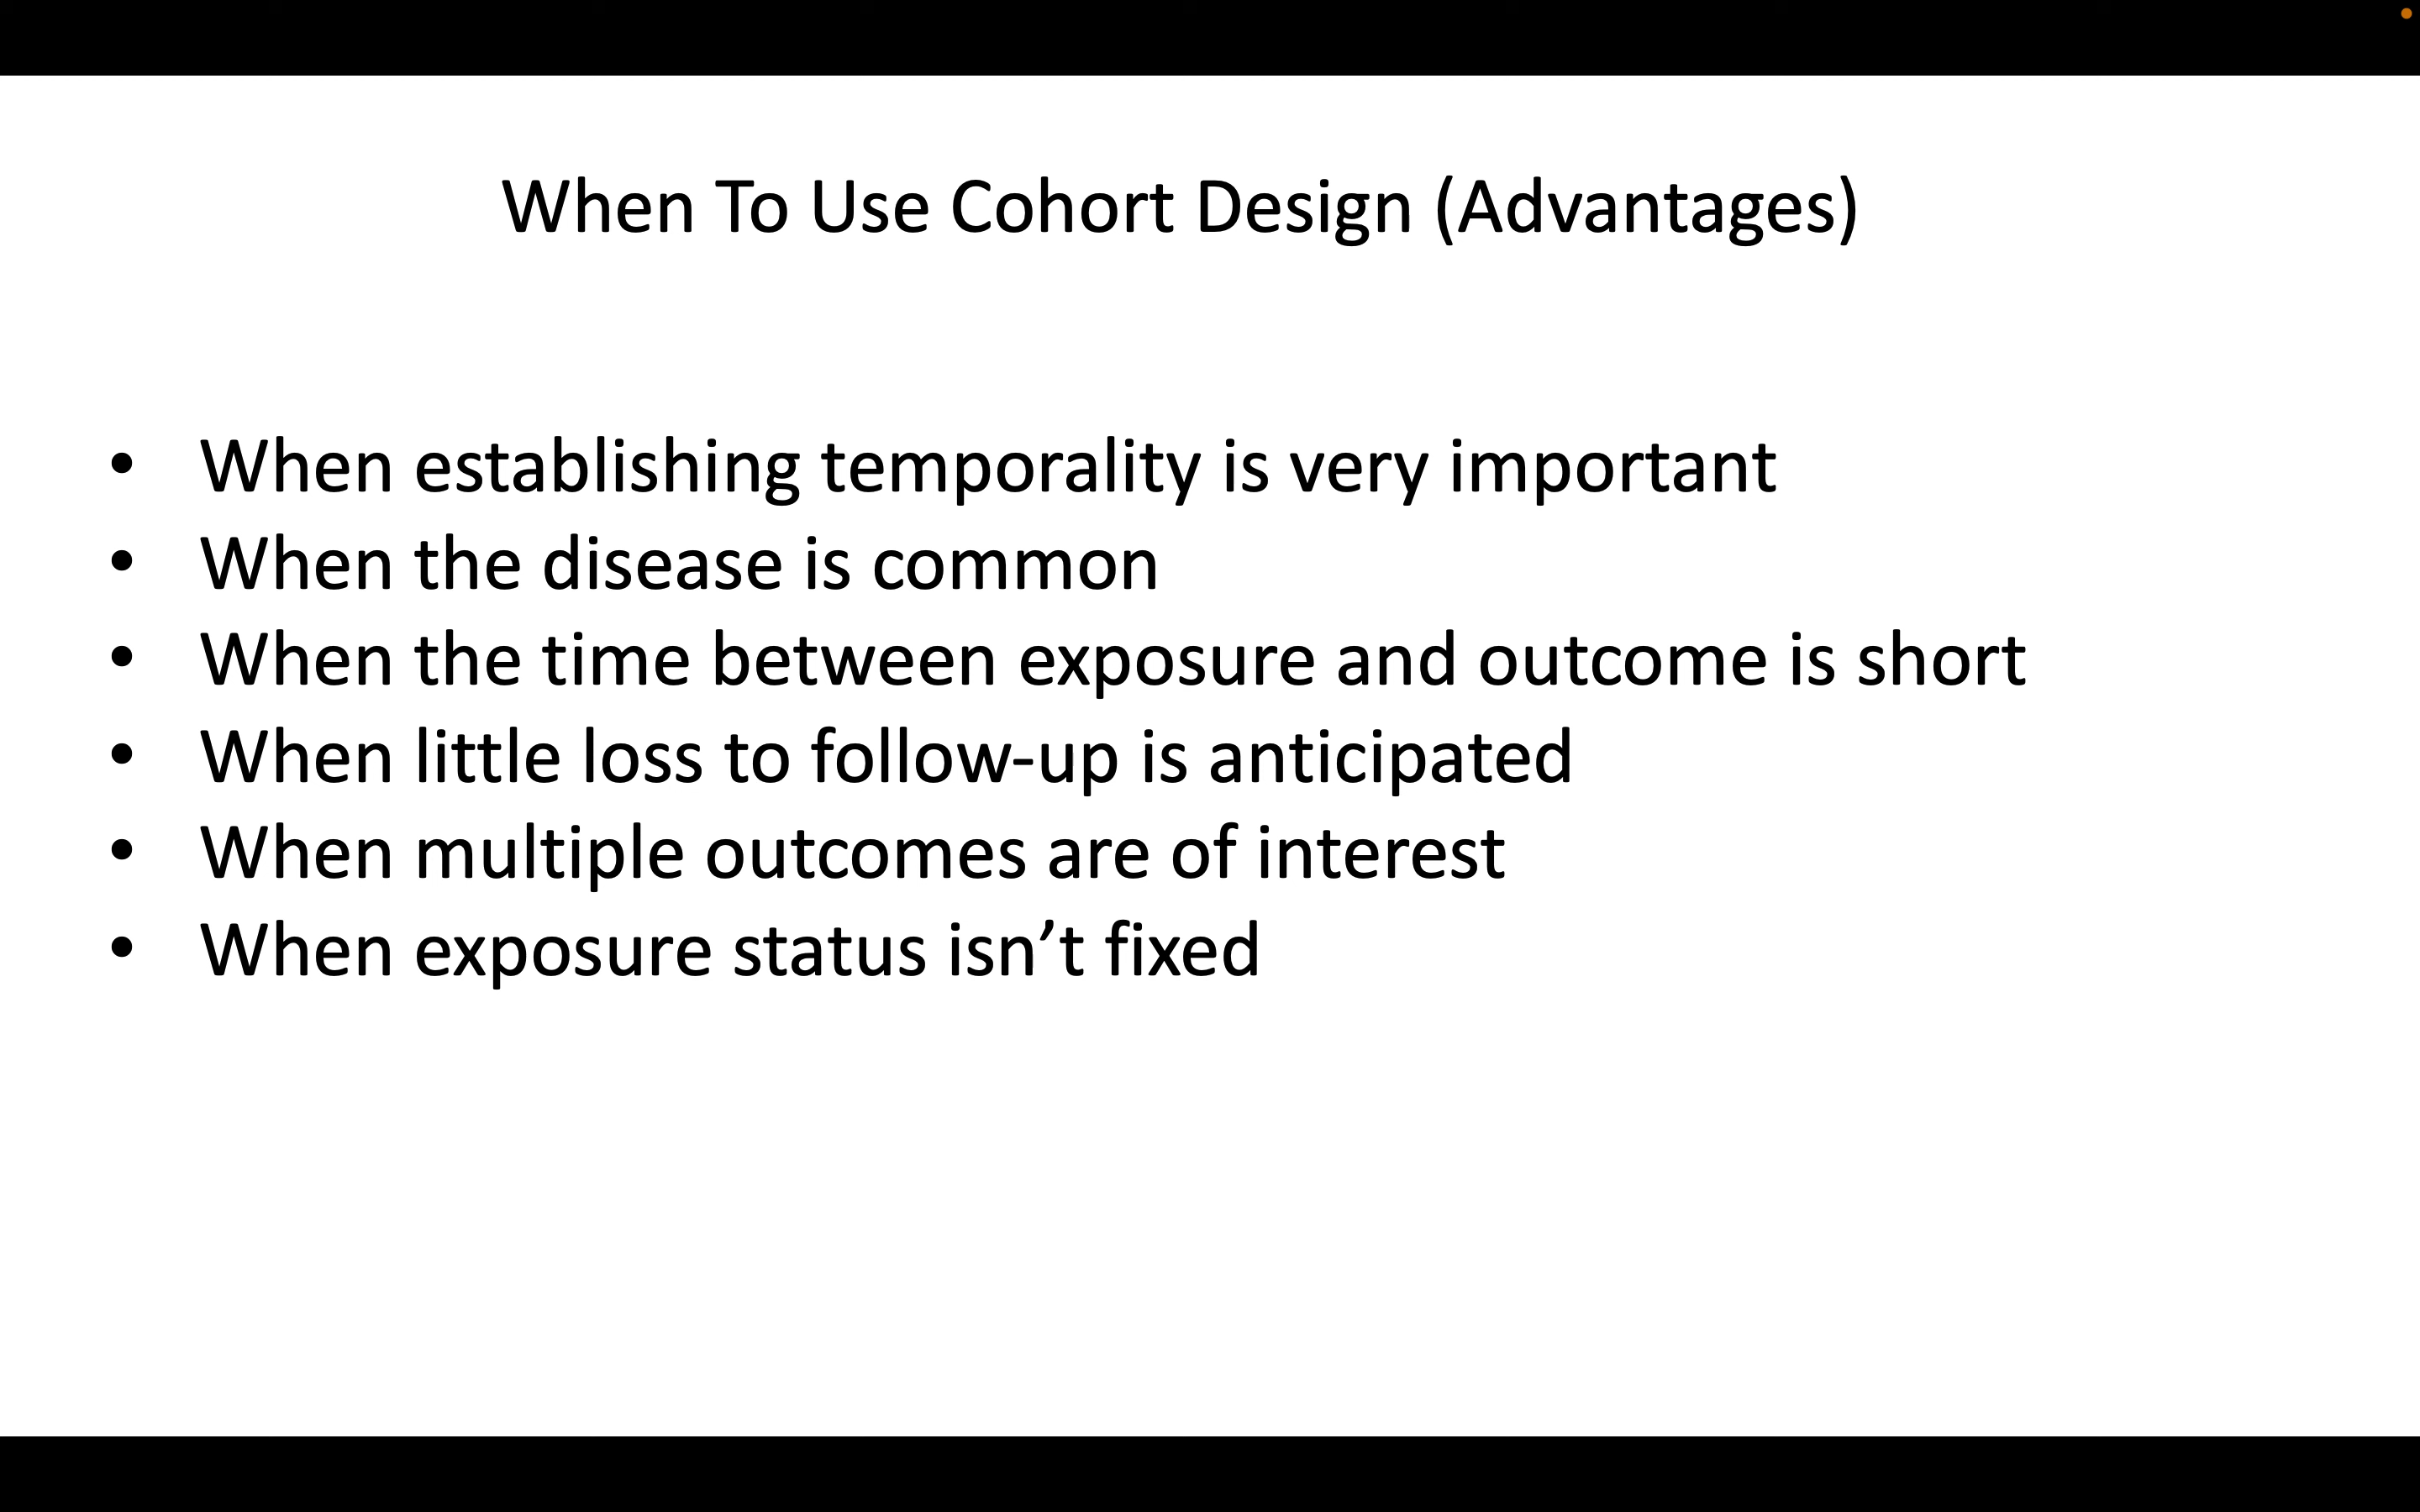 When To Use Cohort Design (Advantages)
• When establishing temporality is very important
• When the disease is common
• When the time between exposure and outcome is short
• When little loss to follow-up is anticipated
• When multiple outcomes are of interest
• When exposure status isn’t fixed